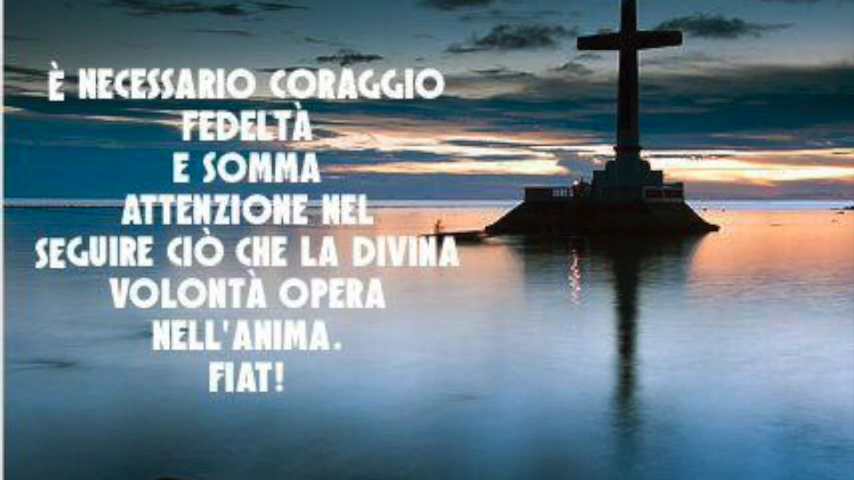 È NECESSARIO CORAGGIO
FEDELTÀ
E SOMMA
ATTENZIONE NEL
SEGUIRE CIÒ CHE LA DIVINA
VOLONTÀ OPERA
NELL'ANIMA.
FIAT!